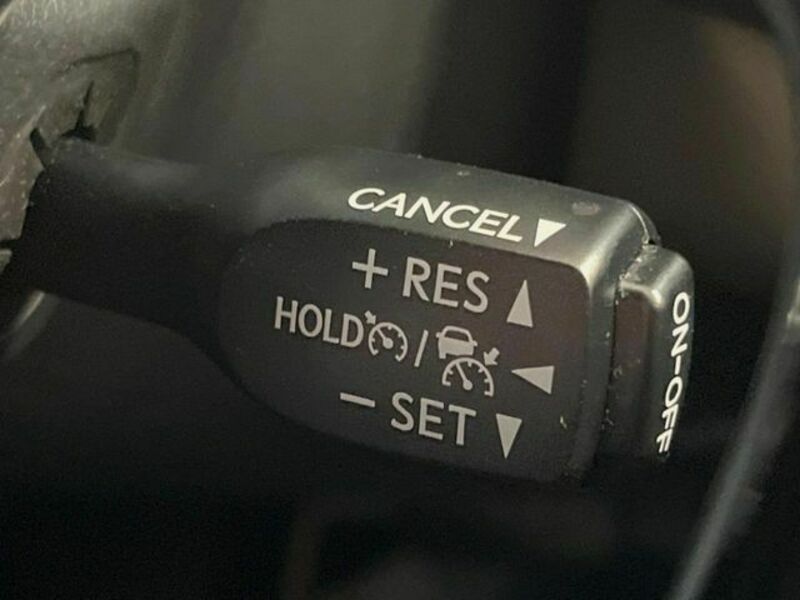 CANCEL▼
+ RES ▲
HOLD / ◀
− SET ▼
ON-OFF